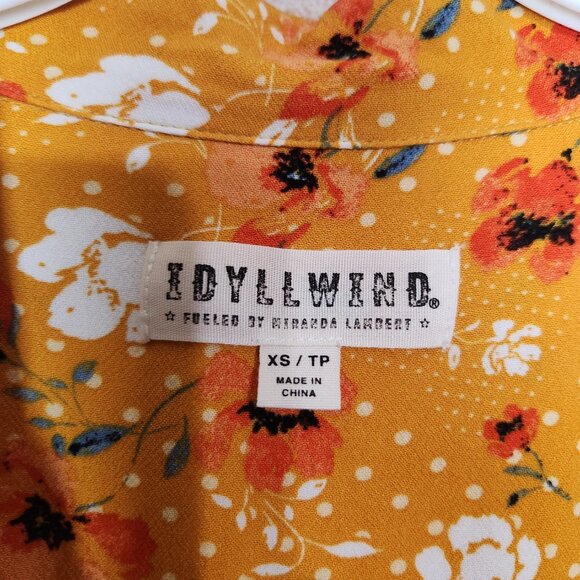 IDYLLWIND®
☆ FUELED BY MIRANDA LAMBERT ☆
XS / TP
MADE IN
CHINA